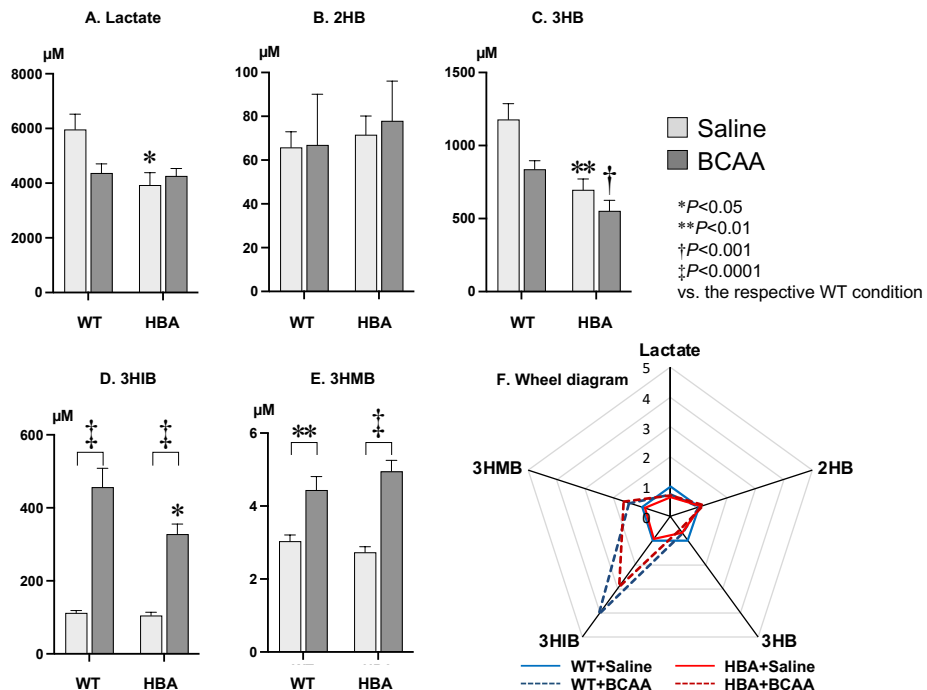 A. Lactate
B. 2HB
C. 3HB
µM
µM
µM
8000
6000
4000
2000
0
*
WT
HBA
100
80
60
40
20
0
WT
HBA
1500
1000
500
0
**
†
WT
HBA
Saline
BCAA
*P<0.05
**P<0.01
†P<0.001
‡P<0.0001
vs. the respective WT condition
D. 3HIB
E. 3HMB
µM
µM
600
400
200
0
‡
‡
*
WT
HBA
6
4
2
0
**
‡
WT
HBA
F. Wheel diagram
Lactate
5
4
3
2
1
0
3HMB
2HB
3HIB
3HB
WT+Saline
HBA+Saline
WT+BCAA
HBA+BCAA